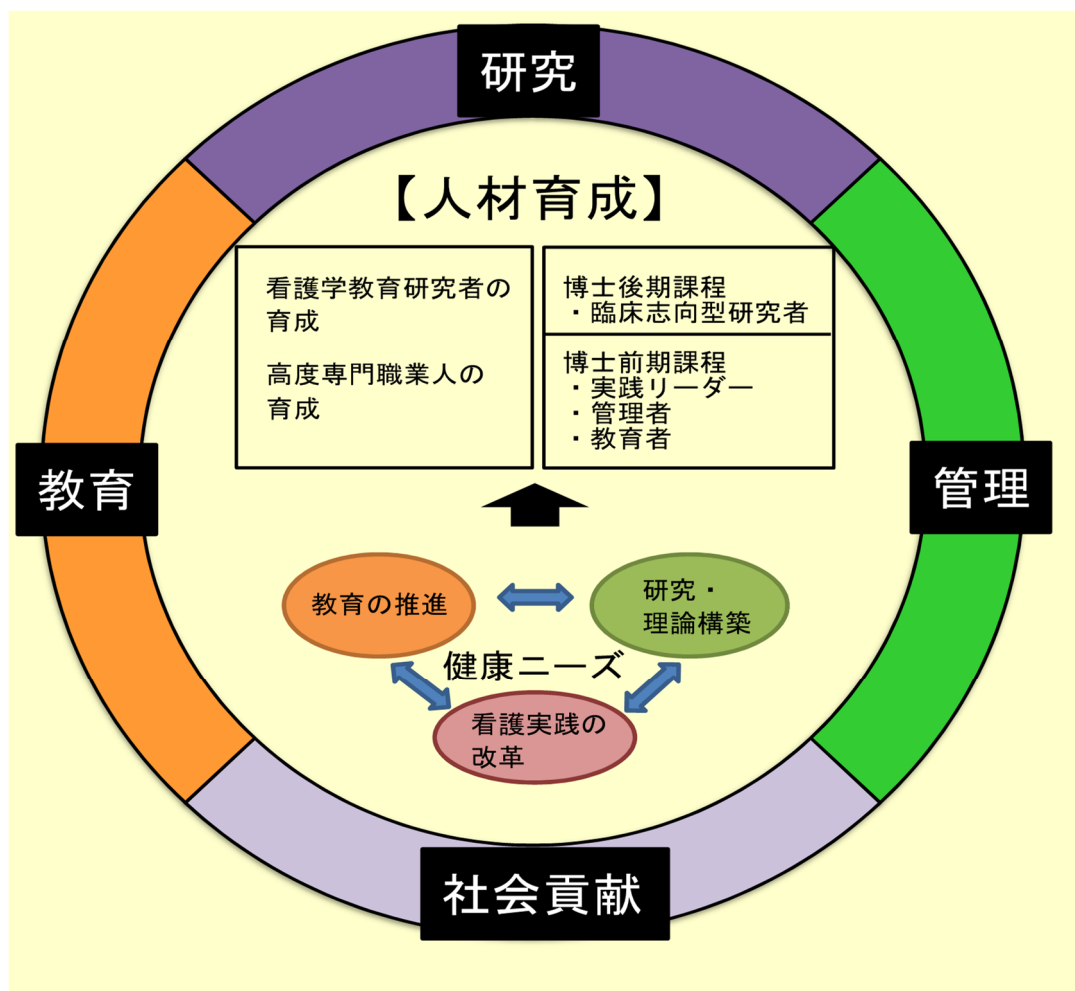 研究
【人材育成】
看護学教育研究者の
育成
高度専門職業人の
育成
博士後期課程
・臨床志向型研究者
博士前期課程
・実践リーダー
・管理者
・教育者
教育
管理
教育の推進
研究・
理論構築
健康ニーズ
看護実践の
改革
社会貢献